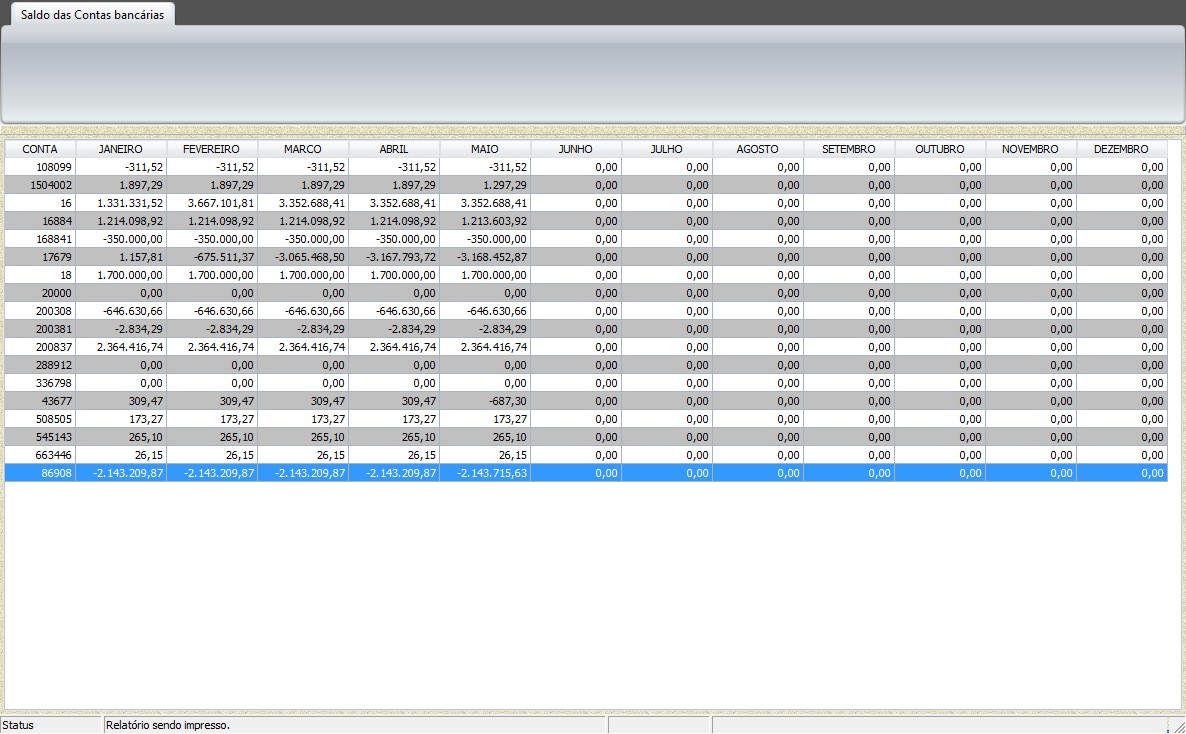 Saldo das Contas bancárias
CONTA JANEIRO FEVEREIRO MARCO ABRIL MAIO JUNHO JULHO AGOSTO SETEMBRO OUTUBRO NOVEMBRO DEZEMBRO
108099 -311,52 -311,52 -311,52 -311,52 -311,52 0,00 0,00 0,00 0,00 0,00 0,00 0,00
1504002 1.897,29 1.897,29 1.897,29 1.897,29 1.297,29 0,00 0,00 0,00 0,00 0,00 0,00 0,00
16 1.331.331,52 3.667.101,81 3.352.688,41 3.352.688,41 3.352.688,41 0,00 0,00 0,00 0,00 0,00 0,00 0,00
16884 1.214.098,92 1.214.098,92 1.214.098,92 1.214.098,92 1.213.603,92 0,00 0,00 0,00 0,00 0,00 0,00 0,00
168841 -350.000,00 -350.000,00 -350.000,00 -350.000,00 -350.000,00 0,00 0,00 0,00 0,00 0,00 0,00 0,00
17679 1.157,81 -675.511,37 -3.065.468,50 -3.167.793,72 -3.168.452,87 0,00 0,00 0,00 0,00 0,00 0,00 0,00
18 1.700.000,00 1.700.000,00 1.700.000,00 1.700.000,00 1.700.000,00 0,00 0,00 0,00 0,00 0,00 0,00 0,00
20000 0,00 0,00 0,00 0,00 0,00 0,00 0,00 0,00 0,00 0,00 0,00 0,00
200308 -646.630,66 -646.630,66 -646.630,66 -646.630,66 -646.630,66 0,00 0,00 0,00 0,00 0,00 0,00 0,00
200381 -2.834,29 -2.834,29 -2.834,29 -2.834,29 -2.834,29 0,00 0,00 0,00 0,00 0,00 0,00 0,00
200837 2.364.416,74 2.364.416,74 2.364.416,74 2.364.416,74 2.364.416,74 0,00 0,00 0,00 0,00 0,00 0,00 0,00
288912 0,00 0,00 0,00 0,00 0,00 0,00 0,00 0,00 0,00 0,00 0,00 0,00
336798 0,00 0,00 0,00 0,00 0,00 0,00 0,00 0,00 0,00 0,00 0,00 0,00
43677 309,47 309,47 309,47 309,47 -687,30 0,00 0,00 0,00 0,00 0,00 0,00 0,00
508505 173,27 173,27 173,27 173,27 173,27 0,00 0,00 0,00 0,00 0,00 0,00 0,00
545143 265,10 265,10 265,10 265,10 265,10 0,00 0,00 0,00 0,00 0,00 0,00 0,00
663446 26,15 26,15 26,15 26,15 26,15 0,00 0,00 0,00 0,00 0,00 0,00 0,00
86908 -2.143.209,87 -2.143.209,87 -2.143.209,87 -2.143.209,87 -2.143.715,63 0,00 0,00 0,00 0,00 0,00 0,00 0,00
Status Relatório sendo impresso.